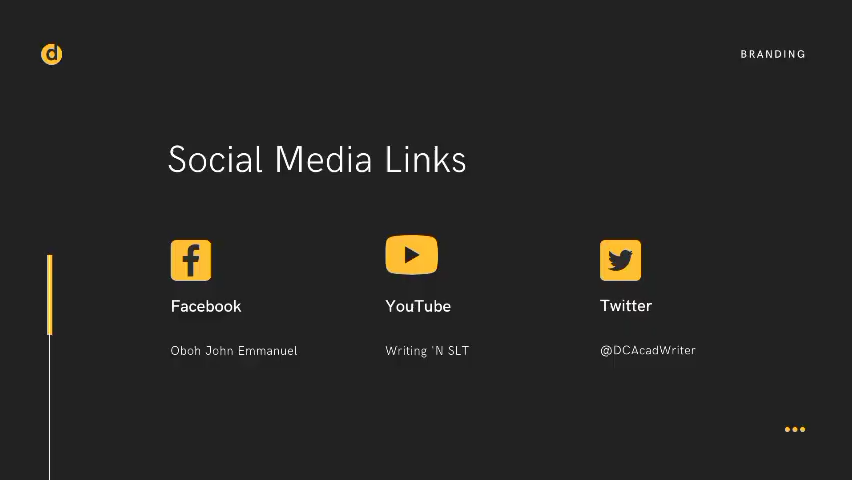 d
BRANDING
Social Media Links
Facebook
YouTube
Twitter
Oboh John Emmanuel
Writing 'N SLT
@DCAcadWriter